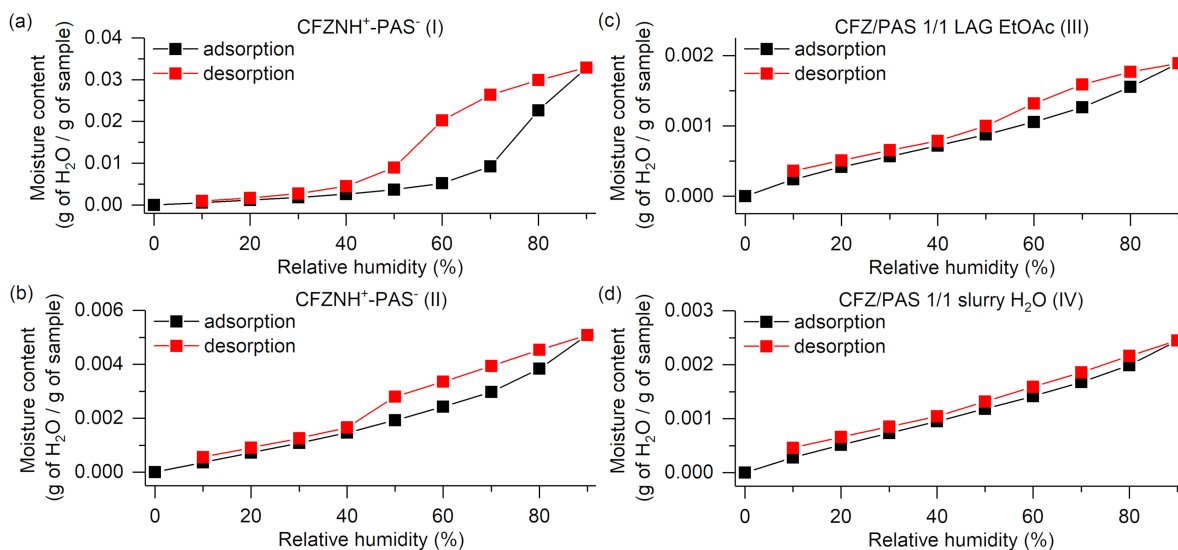 (a)
CFZNH⁺-PAS⁻ (I)
adsorption
desorption
0.04
0.03
0.02
0.01
0.00
Moisture content
(g of H₂O / g of sample)
0 20 40 60 80
Relative humidity (%)
(c)
CFZ/PAS 1/1 LAG EtOAc (III)
adsorption
desorption
0.002
0.001
0.000
Moisture content
(g of H₂O / g of sample)
0 20 40 60 80
Relative humidity (%)
(b)
CFZNH⁺-PAS⁻ (II)
adsorption
desorption
0.006
0.004
0.002
0.000
Moisture content
(g of H₂O / g of sample)
0 20 40 60 80
Relative humidity (%)
(d)
CFZ/PAS 1/1 slurry H₂O (IV)
adsorption
desorption
0.003
0.002
0.001
0.000
Moisture content
(g of H₂O / g of sample)
0 20 40 60 80
Relative humidity (%)